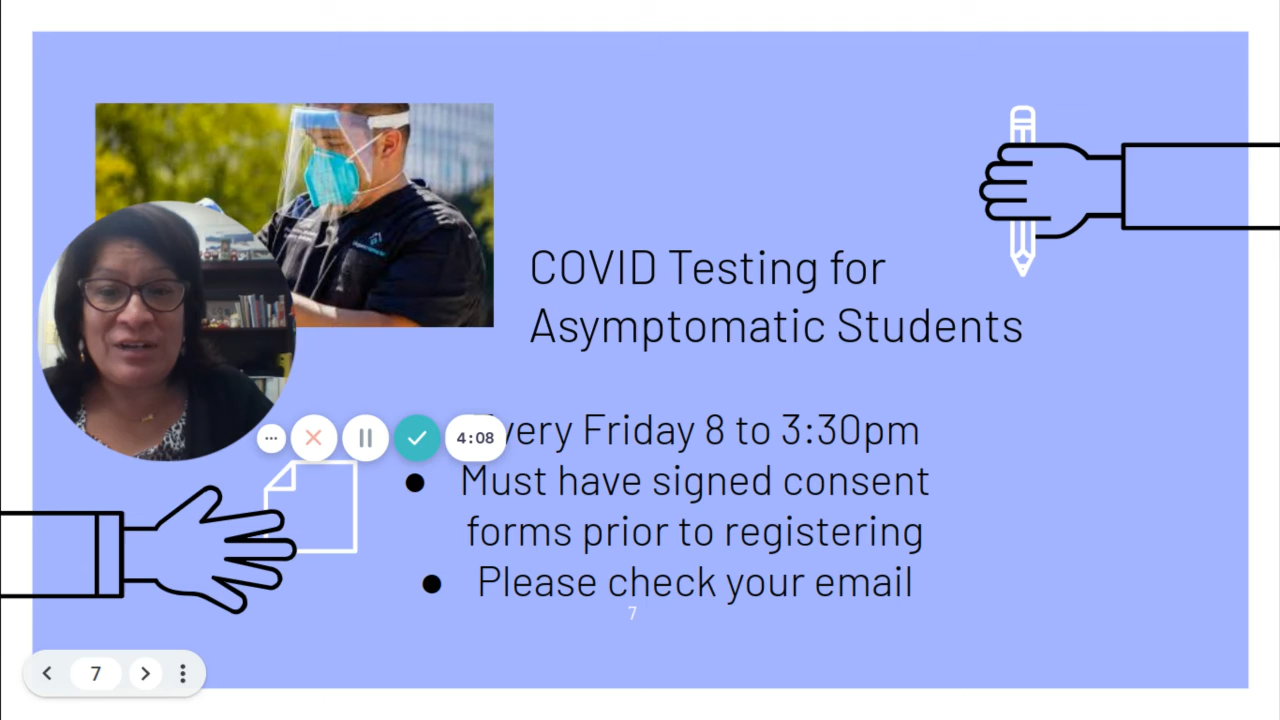 COVID Testing for
Asymptomatic Students
very Friday 8 to 3:30pm
4:08
● Must have signed consent
forms prior to registering
● Please check your email
7
7